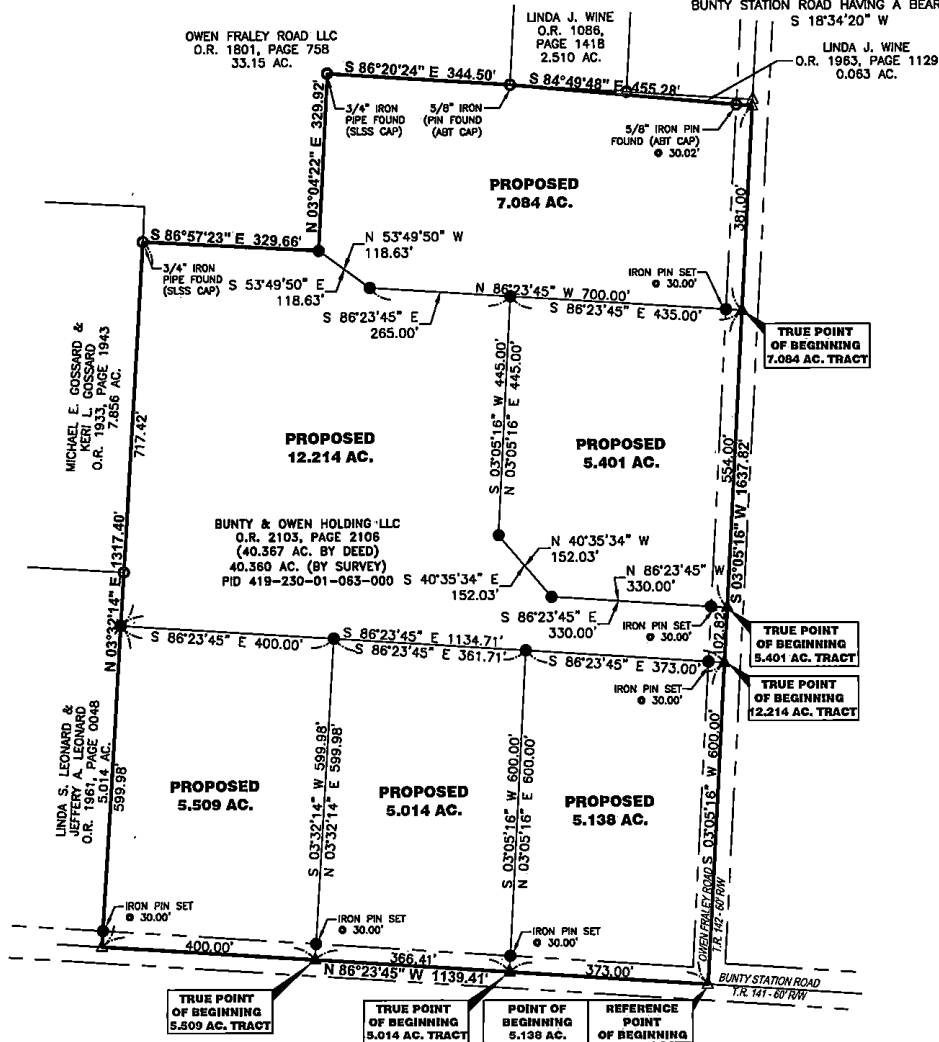 BUNTY STATION ROAD HAVING A BEAR
S 18°34'20" W
OWEN FRALEY ROAD LLC
O.R. 1801, PAGE 758
33.15 AC.
LINDA J. WINE
O.R. 1086,
PAGE 1418
2.510 AC.
LINDA J. WINE
O.R. 1963, PAGE 1129
0.063 AC.
S 86°20'24" E 344.50'
S 84°49'48" E 455.28'
3/4" IRON
PIPE FOUND
(SLSS CAP)
5/8" IRON
(PIN FOUND
(ABT CAP)
5/8" IRON PIN
FOUND (ABT CAP)
@ 30.02'
N 03°04'22" E 329.92'
PROPOSED
7.084 AC.
381.00'
S 86°57'23" E 329.66'
3/4" IRON
PIPE FOUND
(SLSS CAP)
N 53°49'50" W
118.63'
S 53°49'50" E
118.63'
IRON PIN SET
@ 30.00'
N 86°23'45" W 700.00'
S 86°23'45" E 435.00'
S 86°23'45" E
265.00'
TRUE POINT
OF BEGINNING
7.084 AC. TRACT
MICHAEL E. GOSSARD &
KERI L. GOSSARD
O.R. 1933, PAGE 1943
7.856 AC.
717.42'
S 03°05'16" W 445.00'
N 03°05'16" E 445.00'
PROPOSED
12.214 AC.
PROPOSED
5.401 AC.
554.00'
S 03°05'16" W 1637.82'
BUNTY & OWEN HOLDING LLC
O.R. 2103, PAGE 2106
(40.367 AC. BY DEED)
40.360 AC. (BY SURVEY)
PID 419-230-01-063-000
N 40°35'34" W
152.03'
S 40°35'34" E
152.03'
N 86°23'45" W
330.00'
S 86°23'45" E
330.00'
IRON PIN SET
@ 30.00'
TRUE POINT
OF BEGINNING
5.401 AC. TRACT
102.82'
N 03°32'14" E 1317.40'
S 86°23'45" E 400.00'
S 86°23'45" E 1134.71'
S 86°23'45" E 361.71'
S 86°23'45" E 373.00'
IRON PIN SET
@ 30.00'
TRUE POINT
OF BEGINNING
12.214 AC. TRACT
LINDA S. LEONARD &
JEFFERY A. LEONARD
O.R. 1961, PAGE 0048
5.014 AC.
599.98'
S 03°32'14" W 599.98'
N 03°32'14" E 599.98'
S 03°05'16" W 600.00'
N 03°05'16" E 600.00'
S 03°05'16" W 600.00'
PROPOSED
5.509 AC.
PROPOSED
5.014 AC.
PROPOSED
5.138 AC.
OWEN FRALEY ROAD
T.R. 142 - 60' R/W
IRON PIN SET
@ 30.00'
IRON PIN SET
@ 30.00'
IRON PIN SET
@ 30.00'
400.00'
366.41'
373.00'
N 86°23'45" W 1139.41'
BUNTY STATION ROAD
T.R. 141 - 60' R/W
TRUE POINT
OF BEGINNING
5.509 AC. TRACT
TRUE POINT
OF BEGINNING
5.014 AC. TRACT
POINT OF
BEGINNING
5.138 AC.
REFERENCE
POINT
OF BEGINNING